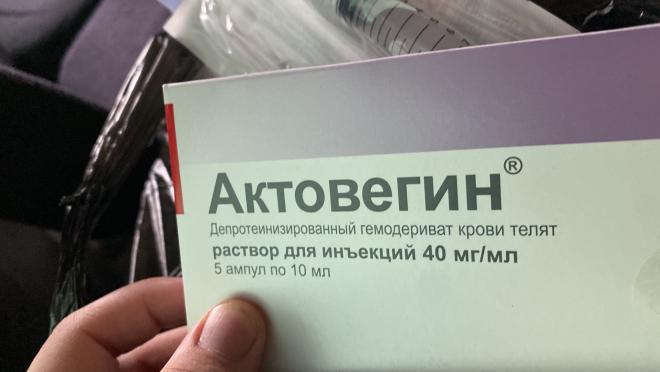 Актовегин®
Депротеинизированный гемодериват крови телят
раствор для инъекций 40 мг/мл
5 ампул по 10 мл